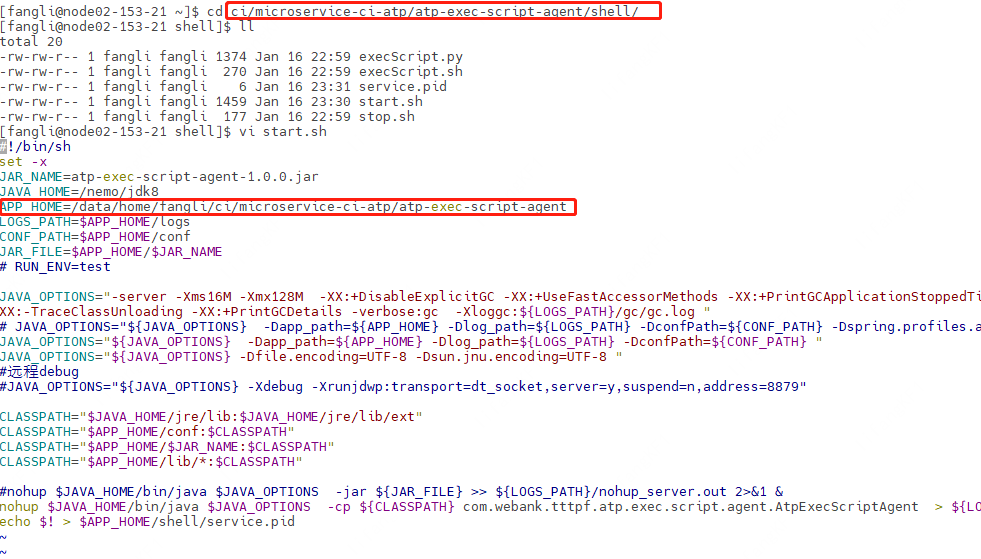 [fangli@node02-153-21 ~]$ cd ci/microservice-ci-atp/atp-exec-script-agent/shell/
[fangli@node02-153-21 shell]$ ll
total 20
-rw-rw-r-- 1 fangli fangli 1374 Jan 16 22:59 execScript.py
-rw-rw-r-- 1 fangli fangli  270 Jan 16 22:59 execScript.sh
-rw-rw-r-- 1 fangli fangli    6 Jan 16 23:31 service.pid
-rw-rw-r-- 1 fangli fangli 1459 Jan 16 23:30 start.sh
-rw-rw-r-- 1 fangli fangli  177 Jan 16 22:59 stop.sh
[fangli@node02-153-21 shell]$ vi start.sh
#!/bin/sh
set -x
JAR_NAME=atp-exec-script-agent-1.0.0.jar
JAVA_HOME=/nemo/jdk8
APP_HOME=/data/home/fangli/ci/microservice-ci-atp/atp-exec-script-agent
LOGS_PATH=$APP_HOME/logs
CONF_PATH=$APP_HOME/conf
JAR_FILE=$APP_HOME/$JAR_NAME
# RUN_ENV=test
JAVA_OPTIONS="-server -Xms16M -Xmx128M  -XX:+DisableExplicitGC -XX:+UseFastAccessorMethods -XX:+PrintGCApplicationStoppedTi
XX:-TraceClassUnloading -XX:+PrintGCDetails -verbose:gc  -Xloggc:${LOGS_PATH}/gc/gc.log "
# JAVA_OPTIONS="${JAVA_OPTIONS}  -Dapp_path=${APP_HOME} -Dlog_path=${LOGS_PATH} -DconfPath=${CONF_PATH} -Dspring.profiles.a
JAVA_OPTIONS="${JAVA_OPTIONS}  -Dapp_path=${APP_HOME} -Dlog_path=${LOGS_PATH} -DconfPath=${CONF_PATH} "
JAVA_OPTIONS="${JAVA_OPTIONS} -Dfile.encoding=UTF-8 -Dsun.jnu.encoding=UTF-8 "
#远程debug
#JAVA_OPTIONS="${JAVA_OPTIONS} -Xdebug -Xrunjdwp:transport=dt_socket,server=y,suspend=n,address=8879"
CLASSPATH="$JAVA_HOME/jre/lib:$JAVA_HOME/jre/lib/ext"
CLASSPATH="$APP_HOME/conf:$CLASSPATH"
CLASSPATH="$APP_HOME/$JAR_NAME:$CLASSPATH"
CLASSPATH="$APP_HOME/lib/*:$CLASSPATH"
#nohup $JAVA_HOME/bin/java $JAVA_OPTIONS  -jar ${JAR_FILE} >> ${LOGS_PATH}/nohup_server.out 2>&1 &
nohup $JAVA_HOME/bin/java $JAVA_OPTIONS  -cp ${CLASSPATH} com.webank.tttpf.atp.exec.script.agent.AtpExecScriptAgent  > ${LO
echo $! > $APP_HOME/shell/service.pid
~
~